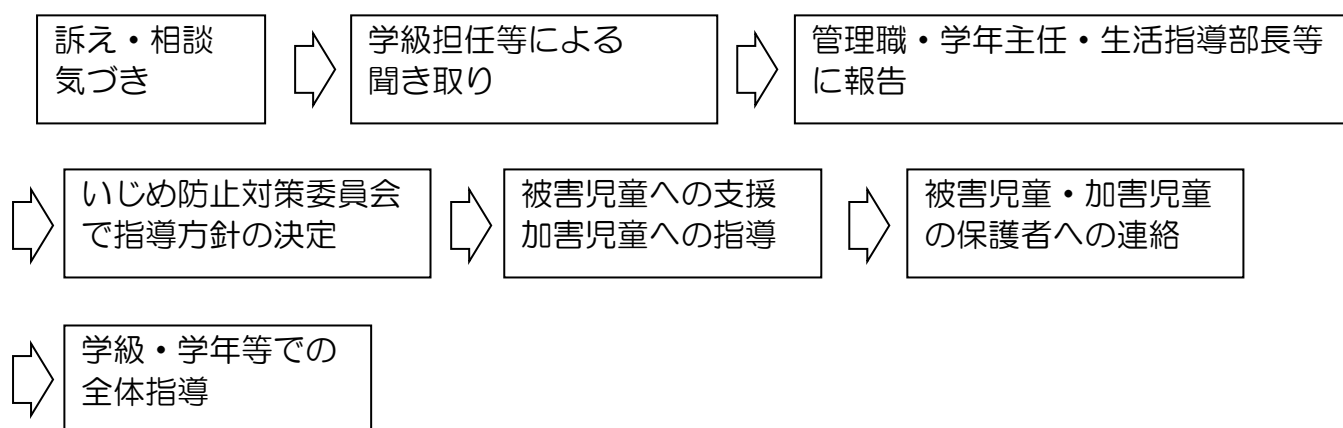 訴え・相談
気づき
学級担任等による
聞き取り
管理職・学年主任・生活指導部長等
に報告
いじめ防止対策委員会
で指導方針の決定
被害児童への支援
加害児童への指導
被害児童・加害児童
の保護者への連絡
学級・学年等での
全体指導